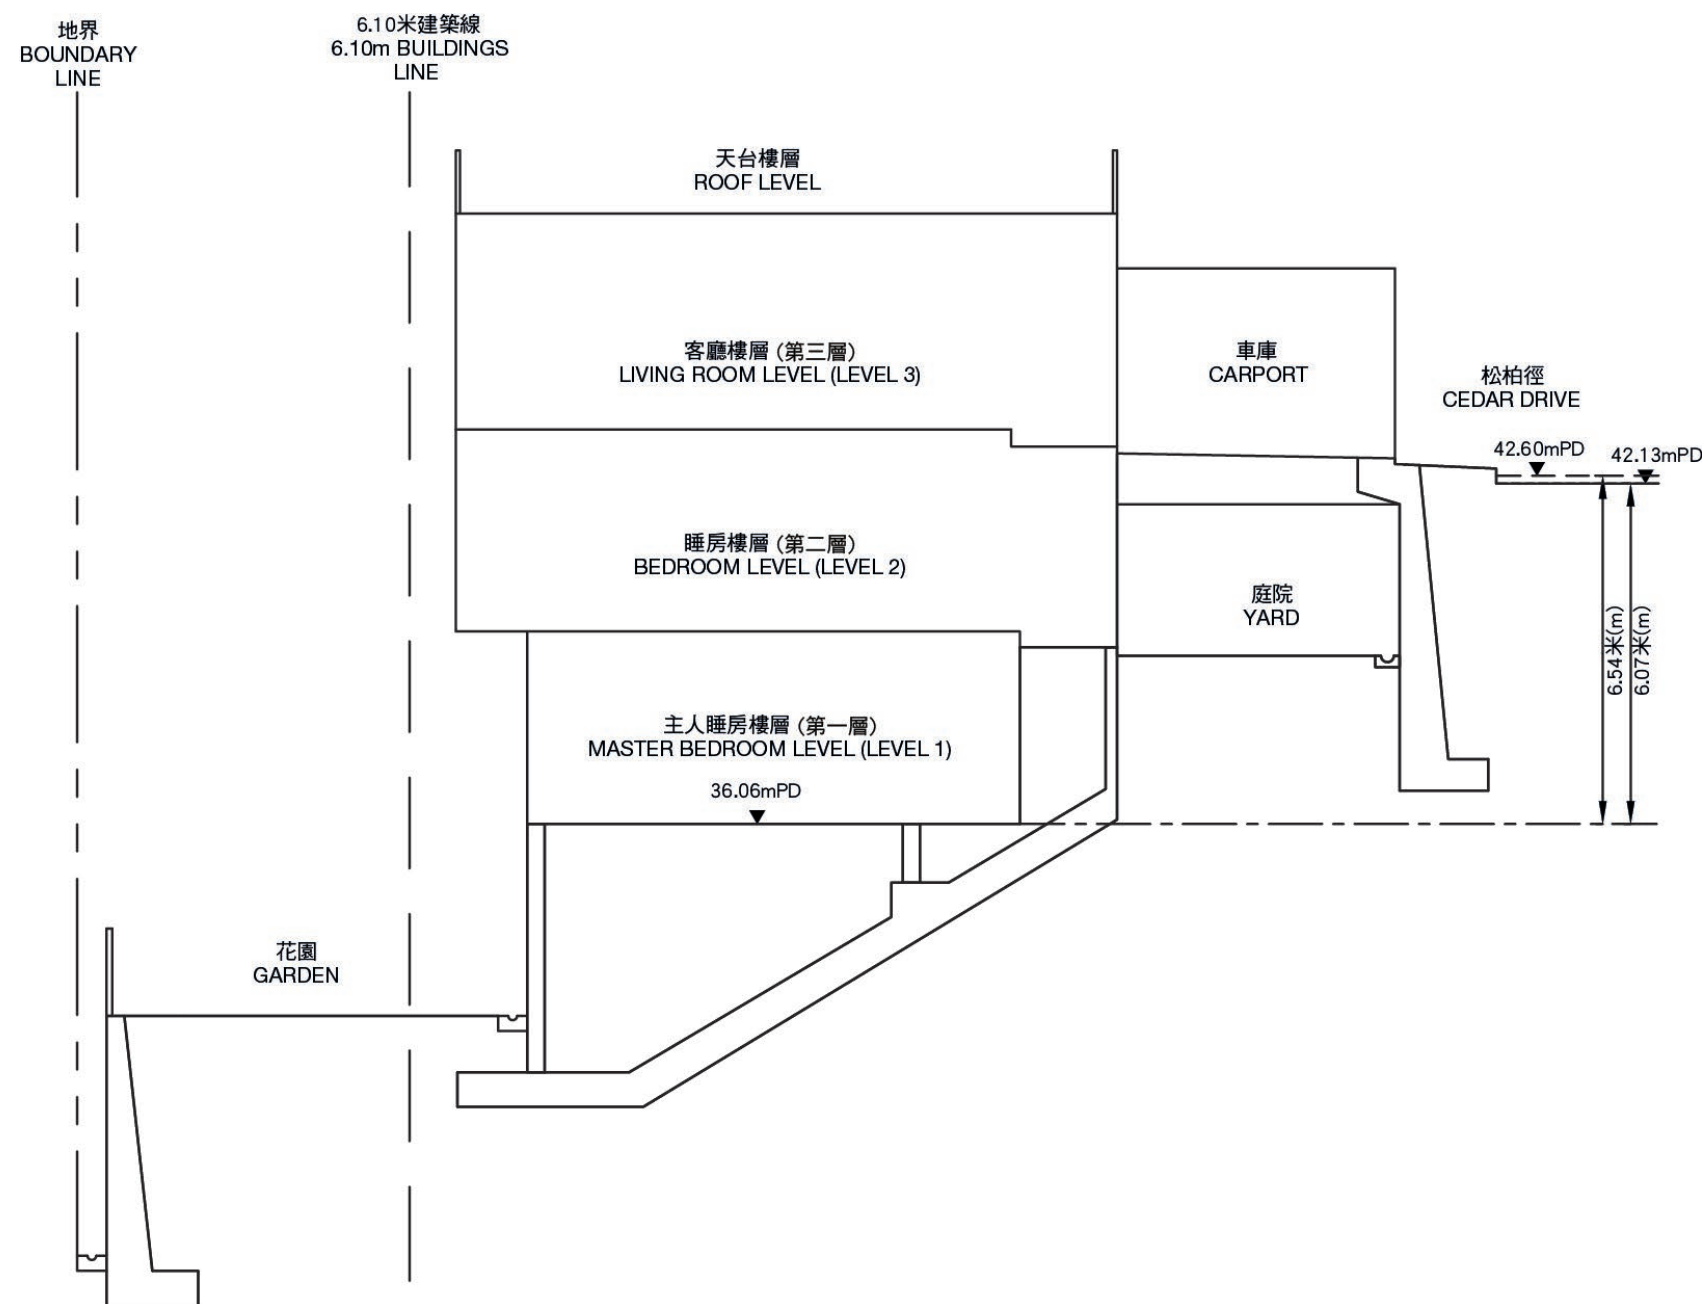 地界
BOUNDARY
LINE
6.10米建築線
6.10m BUILDINGS
LINE
天台樓層
ROOF LEVEL
客廳樓層 (第三層)
LIVING ROOM LEVEL (LEVEL 3)
車庫
CARPORT
松柏徑
CEDAR DRIVE
42.60mPD
42.13mPD
睡房樓層 (第二層)
BEDROOM LEVEL (LEVEL 2)
庭院
YARD
6.54米(m)
6.07米(m)
主人睡房樓層 (第一層)
MASTER BEDROOM LEVEL (LEVEL 1)
36.06mPD
花園
GARDEN